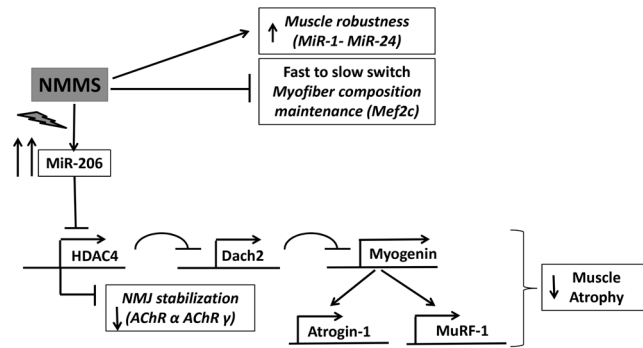 Muscle robustness
(MiR-1- MiR-24)
NMMS
Fast to slow switch
Myofiber composition
maintenance (Mef2c)
MiR-206
HDAC4
Dach2
Myogenin
NMJ stabilization
(AChR α AChR γ)
Atrogin-1
MuRF-1
Muscle
Atrophy